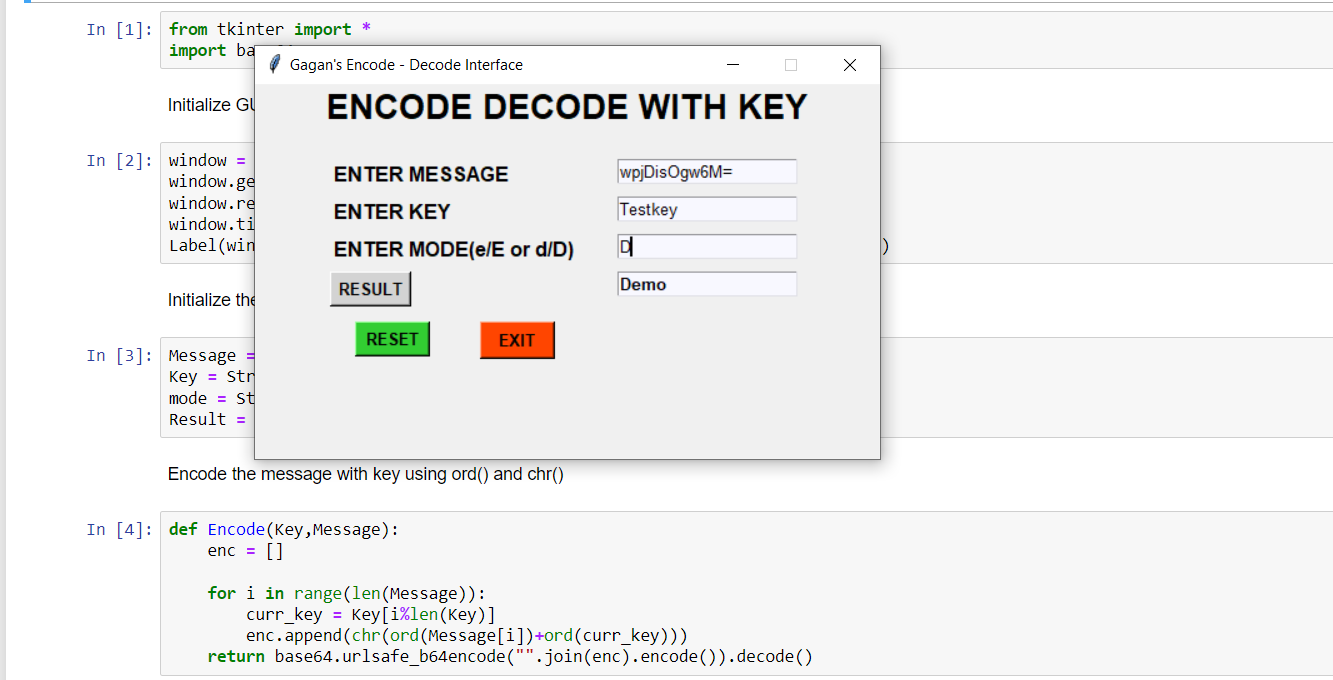 In [1]: from tkinter import *
import ba
Gagan's Encode - Decode Interface
Initialize GU
ENCODE DECODE WITH KEY
In [2]: window =
window.ge
window.re
window.ti
Label(win )
ENTER MESSAGE wpjDisOgw6M=
ENTER KEY Testkey
ENTER MODE(e/E or d/D) D
RESULT Demo
RESET EXIT
Initialize the
In [3]: Message =
Key = Str
mode = St
Result =
Encode the message with key using ord() and chr()
In [4]: def Encode(Key,Message):
enc = []
for i in range(len(Message)):
curr_key = Key[i%len(Key)]
enc.append(chr(ord(Message[i])+ord(curr_key)))
return base64.urlsafe_b64encode("".join(enc).encode()).decode()